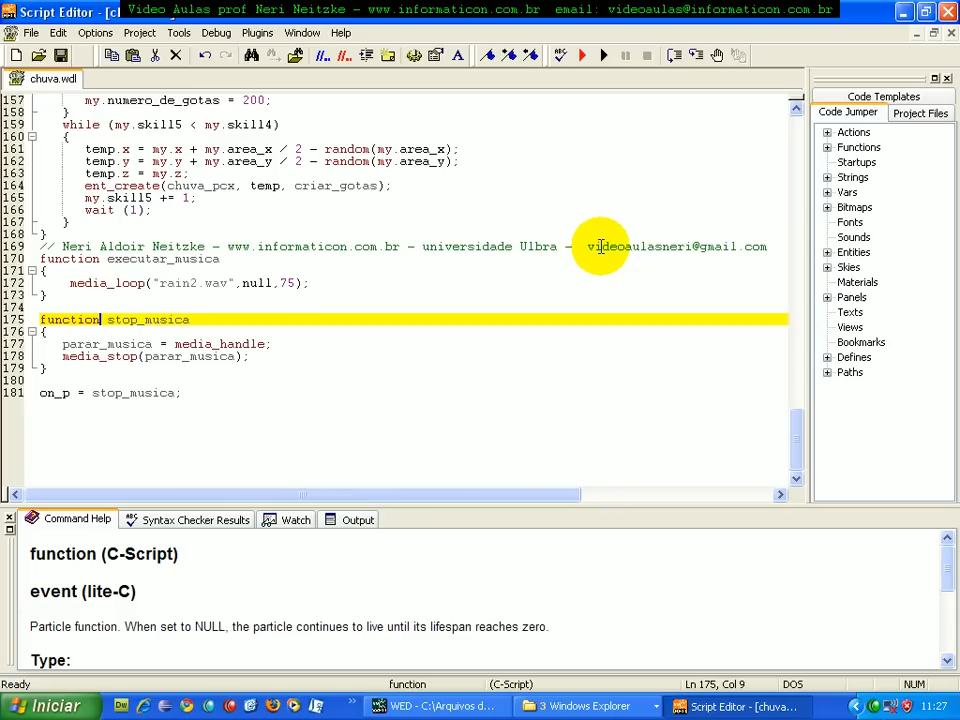 Script Editor - [c
Video Aulas prof Neri Neitzke - www.informaticon.com.br email: videoaulas@informaticon.com.br
File Edit Options Project Tools Debug Plugins Window Help
chuva.wdl
157 my.numero_de_gotas = 200;
158 }
159 while (my.skill5 < my.skill4)
160 {
161 temp.x = my.x + my.area_x / 2 - random(my.area_x);
162 temp.y = my.y + my.area_y / 2 - random(my.area_y);
163 temp.z = my.z;
164 ent_create(chuva_pcx, temp, criar_gotas);
165 my.skill5 += 1;
166 wait (1);
167 }
168 }
169 // Neri Aldoir Neitzke - www.informaticon.com.br - universidade Ulbra - videoaulasneri@gmail.com
170 function executar_musica
171 {
172 media_loop("rain2.wav",null,75);
173 }
174
175 function stop_musica
176 {
177 parar_musica = media_handle;
178 media_stop(parar_musica);
179 }
180
181 on_p = stop_musica;
Code Templates
Code Jumper Project Files
Actions
Functions
Startups
Strings
Vars
Bitmaps
Fonts
Sounds
Entities
Skies
Materials
Panels
Texts
Views
Bookmarks
Defines
Paths
Command Help Syntax Checker Results Watch Output
function (C-Script)
event (lite-C)
Particle function. When set to NULL, the particle continues to live until its lifespan reaches zero.
Type:
Ready function (C-Script) Ln 175, Col 9 DOS NUM
Iniciar WED - C:\Arquivos d... 3 Windows Explorer Script Editor - [chuva... 11:27